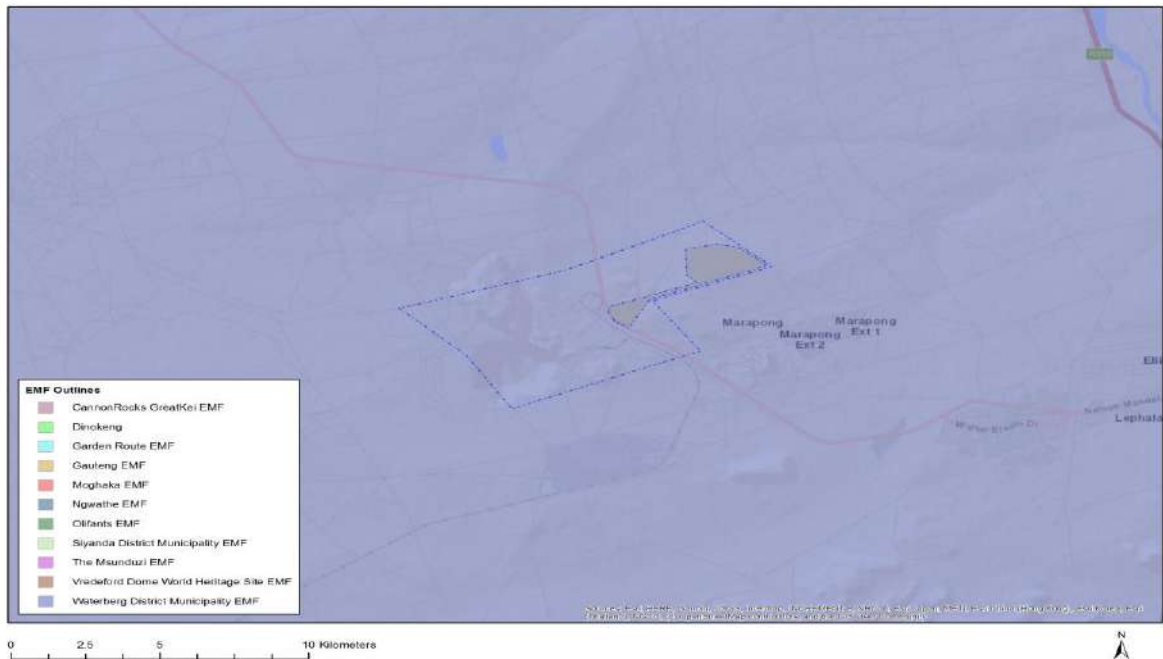 Marapong
Marapong
Ext 2
Marapong
Ext 1
Lephala
EMF Outlines
CannonRocks GreatKei EMF
Dinokeng
Garden Route EMF
Gauteng EMF
Moghaka EMF
Ngwathe EMF
Olifants EMF
Siyanda District Municipality EMF
The Msunduzi EMF
Vredeford Dome World Heritage Site EMF
Waterberg District Municipality EMF
0 2.5 5 10 Kilometers
N